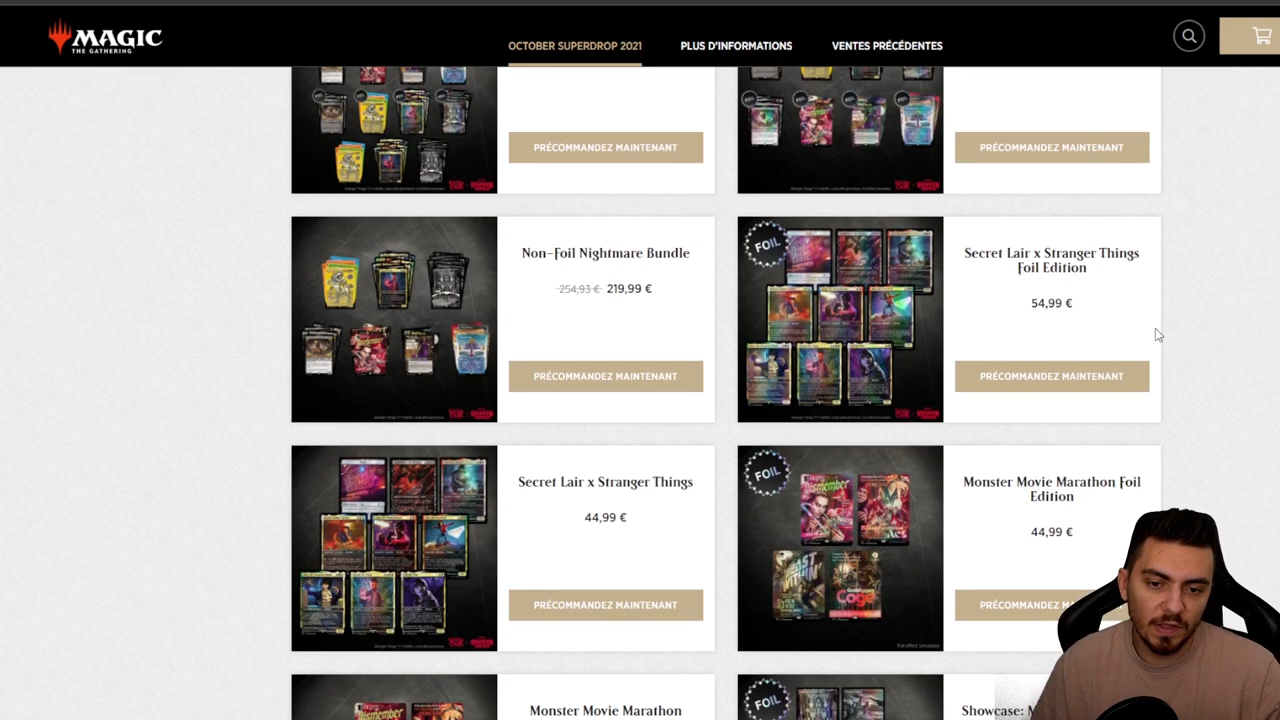 MAGIC
THE GATHERING
OCTOBER SUPERDROP 2021
PLUS D'INFORMATIONS
VENTES PRÉCÉDENTES
PRÉCOMMANDEZ MAINTENANT
PRÉCOMMANDEZ MAINTENANT
Non-Foil Nightmare Bundle
254,93 € 219,99 €
PRÉCOMMANDEZ MAINTENANT
FOIL
Secret Lair x Stranger Things
Foil Edition
54,99 €
PRÉCOMMANDEZ MAINTENANT
Secret Lair x Stranger Things
44,99 €
PRÉCOMMANDEZ MAINTENANT
FOIL
Dismember
Monster Movie Marathon Foil
Edition
44,99 €
PRÉCOMMANDEZ
Monster Movie Marathon
FOIL
Showcase: